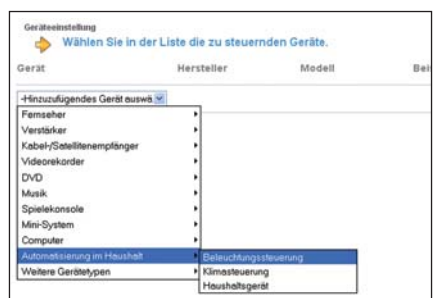 Geräteeinstellung
Wählen Sie in der Liste die zu steuernden Geräte.
Gerät Hersteller Modell Bei
-Hinzuzufügendes Gerät auswä
Fernseher
Verstärker
Kabel-/Satellitenempfänger
Videorekorder
DVD
Musik
Spielekonsole
Mini-System
Computer
Automatisierung im Haushalt Beleuchtungssteuerung
Weitere Gerätetypen Klimasteuerung
Haushaltsgerät